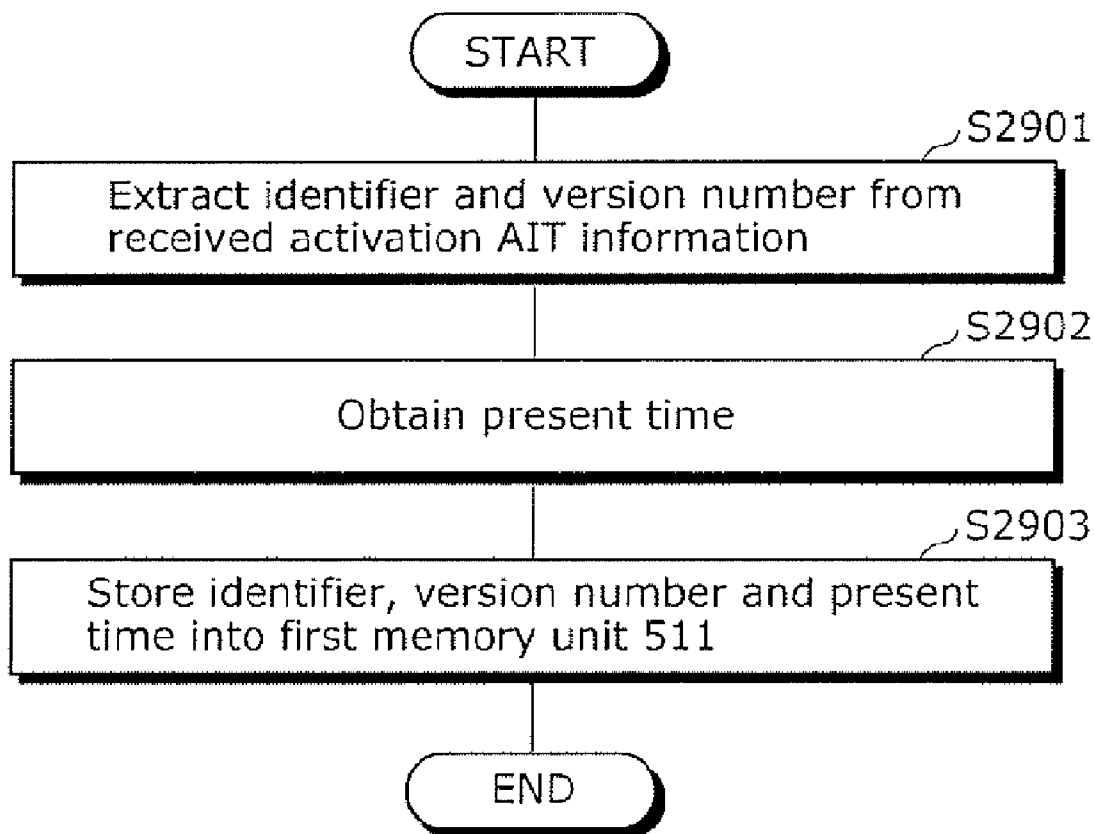 START
S2901
Extract identifier and version number from
received activation AIT information
S2902
Obtain present time
S2903
Store identifier, version number and present
time into first memory unit 511
END